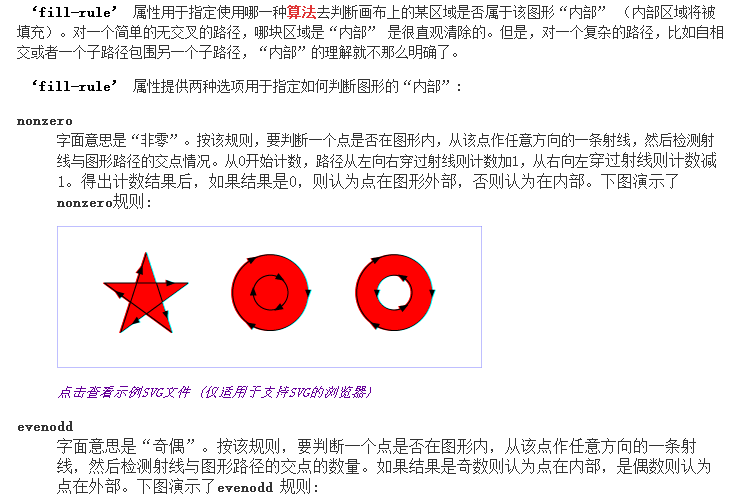 ‘fill-rule’ 属性用于指定使用哪一种算法去判断画布上的某区域是否属于该图形“内部” （内部区域将被
填充）。对一个简单的无交叉的路径，哪块区域是“内部” 是很直观清除的。但是，对一个复杂的路径，比如自相
交或者一个子路径包围另一个子路径，“内部”的理解就不那么明确了。
‘fill-rule’ 属性提供两种选项用于指定如何判断图形的“内部”:
nonzero
字面意思是“非零”。按该规则，要判断一个点是否在图形内，从该点作任意方向的一条射线，然后检测射
线与图形路径的交点情况。从0开始计数，路径从左向右穿过射线则计数加1，从右向左穿过射线则计数减
1。得出计数结果后，如果结果是0，则认为点在图形外部，否则认为在内部。下图演示了
nonzero规则:
点击查看示例SVG文件 (仅适用于支持SVG的浏览器)
evenodd
字面意思是“奇偶”。按该规则，要判断一个点是否在图形内，从该点作任意方向的一条射
线，然后检测射线与图形路径的交点的数量。如果结果是奇数则认为点在内部，是偶数则认为
点在外部。下图演示了evenodd 规则: